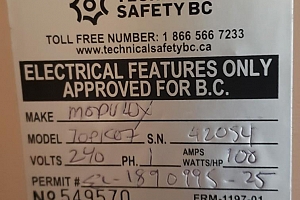 TECHNICAL
SAFETY BC
TOLL FREE NUMBER: 1 866 566 7233
www.technicalsafetybc.ca
ELECTRICAL FEATURES ONLY
APPROVED FOR B.C.
MAKE
MODEL S.N. 42054
VOLTS 240 PH. 1 AMPS WATTS/HP 100
PERMIT #
No 549570 FRM-1197-01